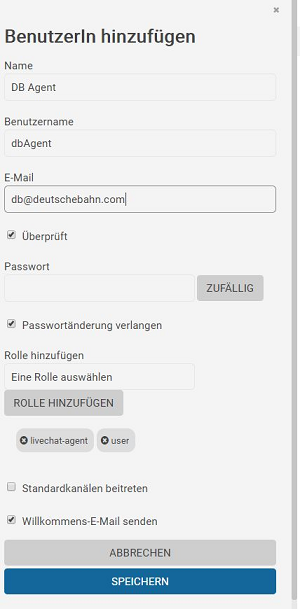 BenutzerIn hinzufügen
Name
DB Agent
Benutzername
dbAgent
E-Mail
db@deutschebahn.com
Überprüft
Passwort
ZUFÄLLIG
Passwortänderung verlangen
Rolle hinzufügen
Eine Rolle auswählen
ROLLE HINZUFÜGEN
livechat-agent user
Standardkanälen beitreten
Willkommens-E-Mail senden
ABBRECHEN
SPEICHERN